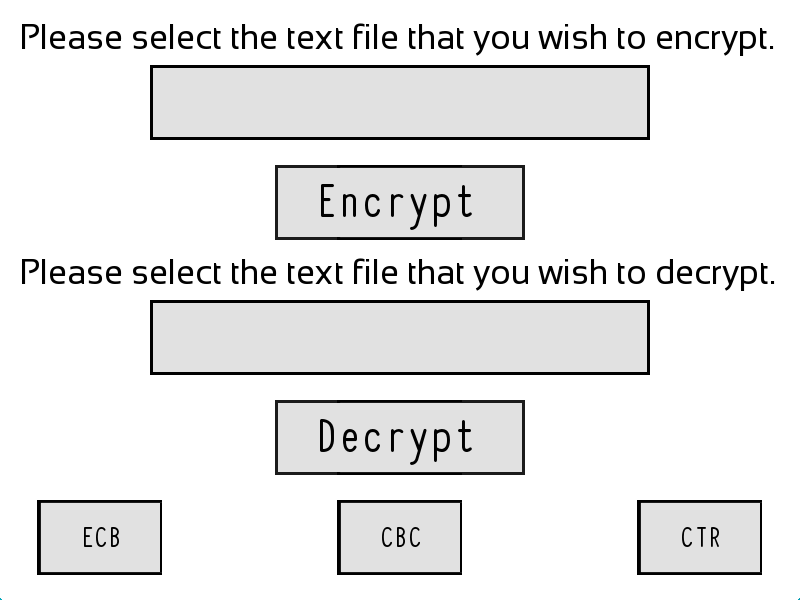 Please select the text file that you wish to encrypt.
Encrypt
Please select the text file that you wish to decrypt.
Decrypt
ECB
CBC
CTR